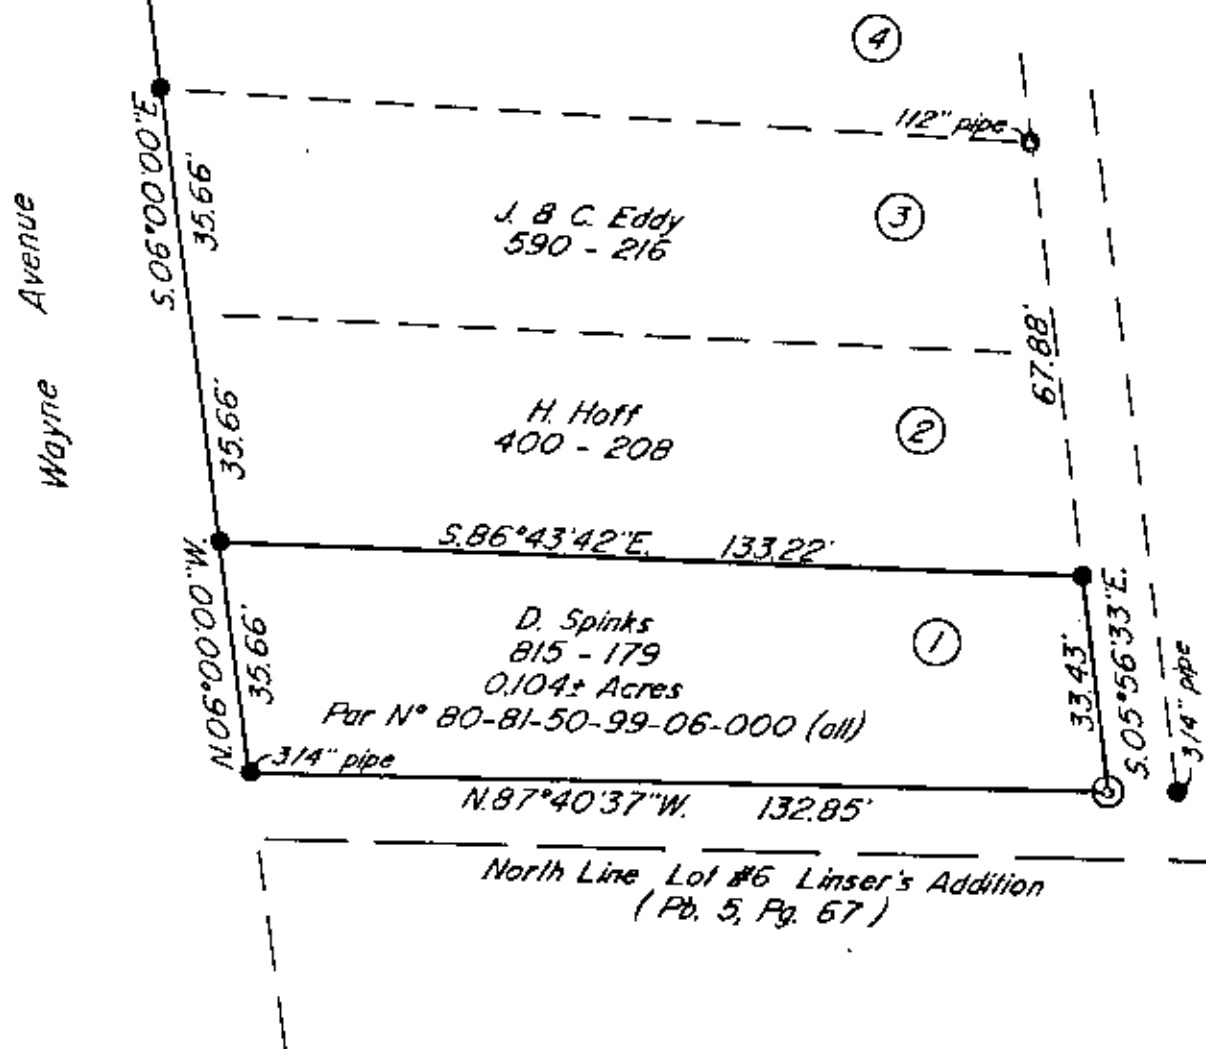 4
1/2" pipe
S.06°00'00"E.
35.66'
J. & C. Eddy
590 - 216
3
Wayne Avenue
67.88'
35.66'
H. Hoff
400 - 208
2
S.86°43'42"E. 133.22'
N.06°00'00"W.
35.66'
D. Spinks
815 - 179
0.104± Acres
Par Nº 80-81-50-99-06-000 (all)
1
33.43'
S.05°56'33"E.
3/4" pipe
3/4" pipe
N.87°40'37"W. 132.85'
North Line Lot #6 Linser's Addition
( Pb. 5, Pg. 67 )